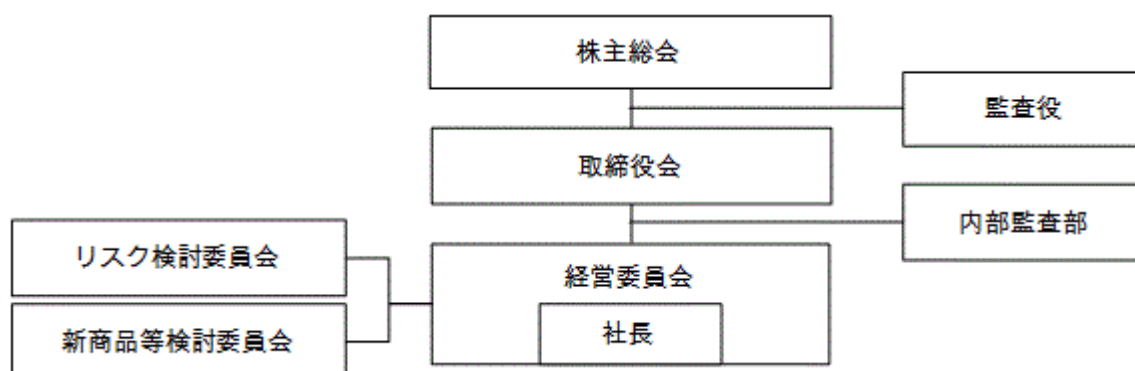 株主総会
監査役
取締役会
内部監査部
リスク検討委員会
経営委員会
社長
新商品等検討委員会